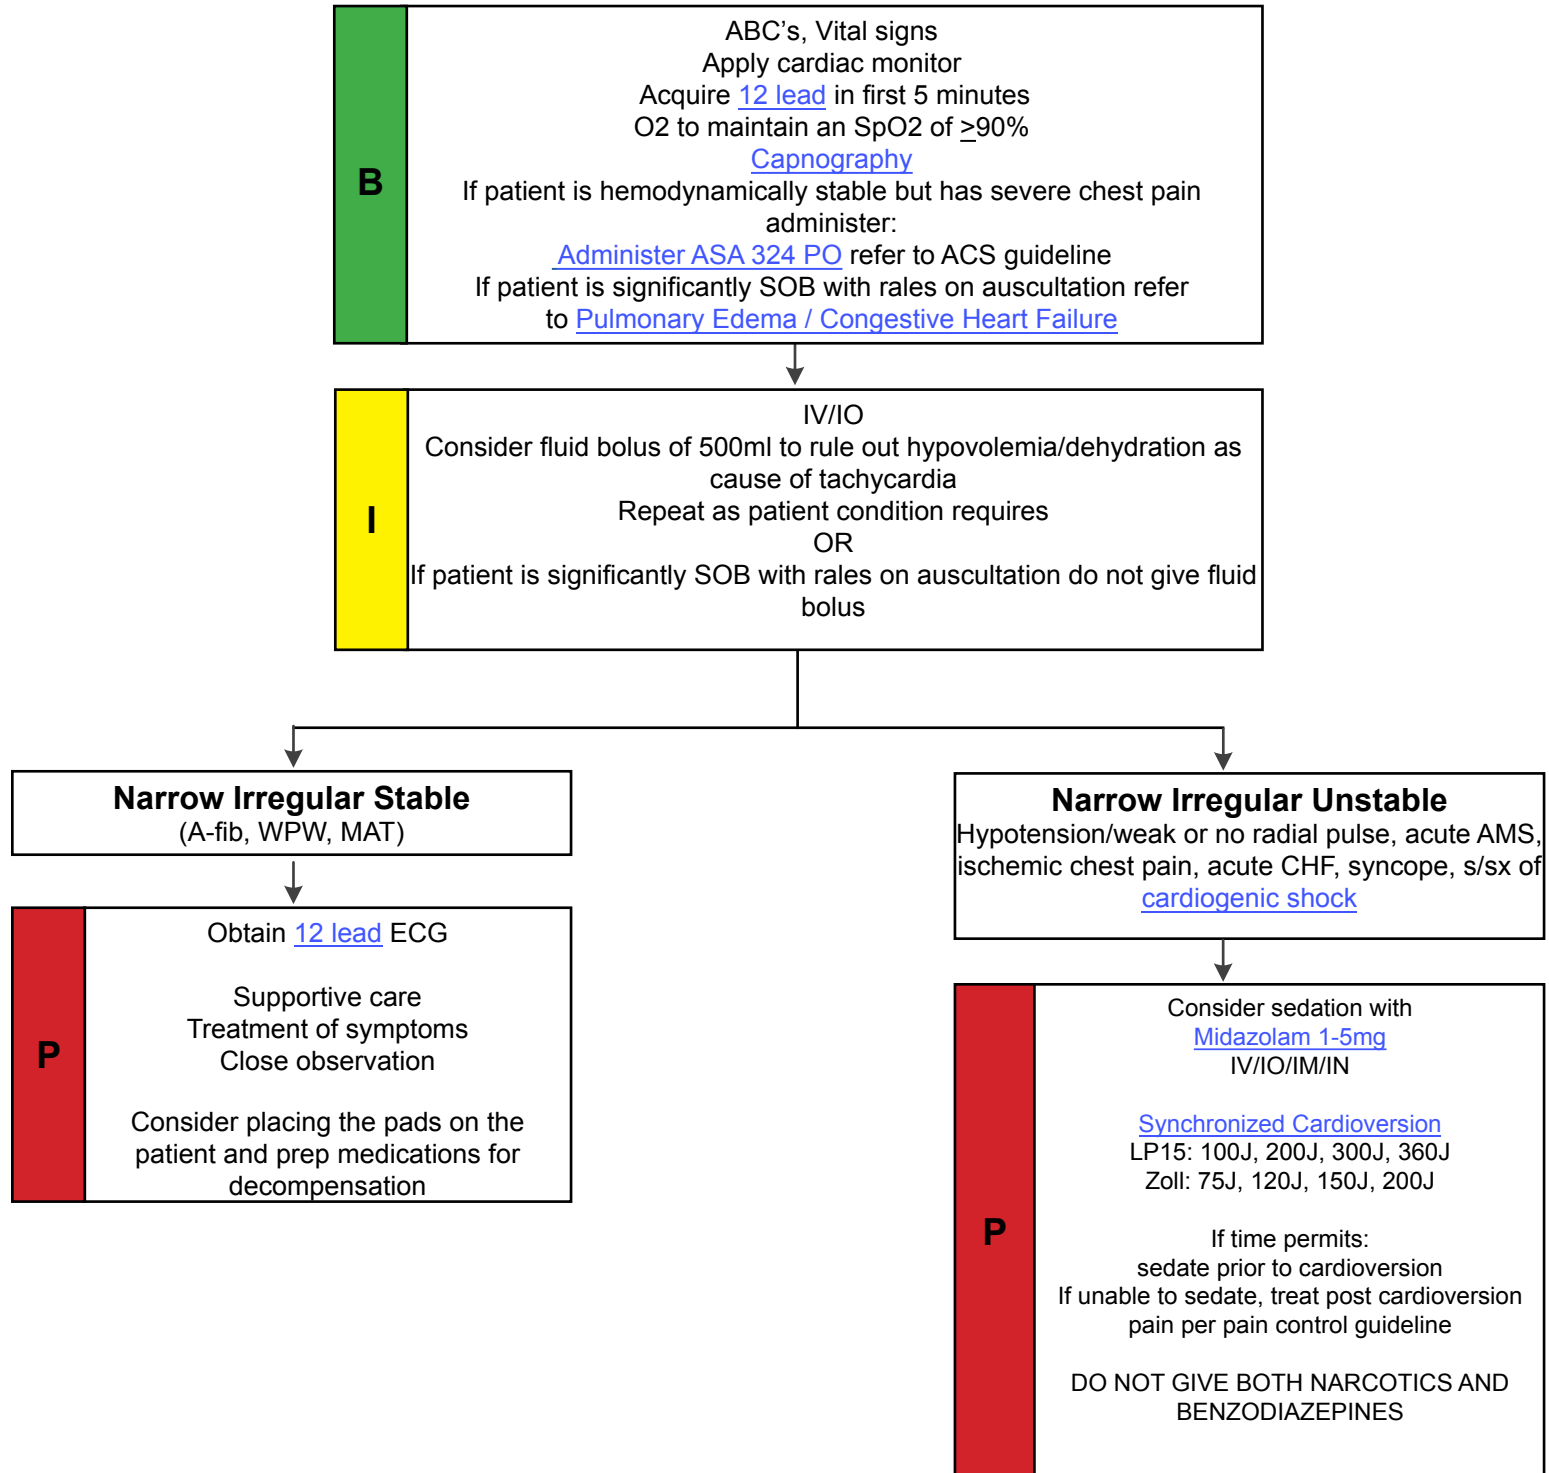 B
ABC’s, Vital signs
Apply cardiac monitor
Acquire 12 lead in first 5 minutes
O2 to maintain an SpO2 of >90%
Capnography
If patient is hemodynamically stable but has severe chest pain
administer:
Administer ASA 324 PO refer to ACS guideline
If patient is significantly SOB with rales on auscultation refer
to Pulmonary Edema / Congestive Heart Failure
I
IV/IO
Consider fluid bolus of 500ml to rule out hypovolemia/dehydration as
cause of tachycardia
Repeat as patient condition requires
OR
If patient is significantly SOB with rales on auscultation do not give fluid
bolus
Narrow Irregular Stable
(A-fib, WPW, MAT)
P
Obtain 12 lead ECG
Supportive care
Treatment of symptoms
Close observation
Consider placing the pads on the
patient and prep medications for
decompensation
Narrow Irregular Unstable
Hypotension/weak or no radial pulse, acute AMS,
ischemic chest pain, acute CHF, syncope, s/sx of
cardiogenic shock
P
Consider sedation with
Midazolam 1-5mg
IV/IO/IM/IN
Synchronized Cardioversion
LP15: 100J, 200J, 300J, 360J
Zoll: 75J, 120J, 150J, 200J
If time permits:
sedate prior to cardioversion
If unable to sedate, treat post cardioversion
pain per pain control guideline
DO NOT GIVE BOTH NARCOTICS AND
BENZODIAZEPINES